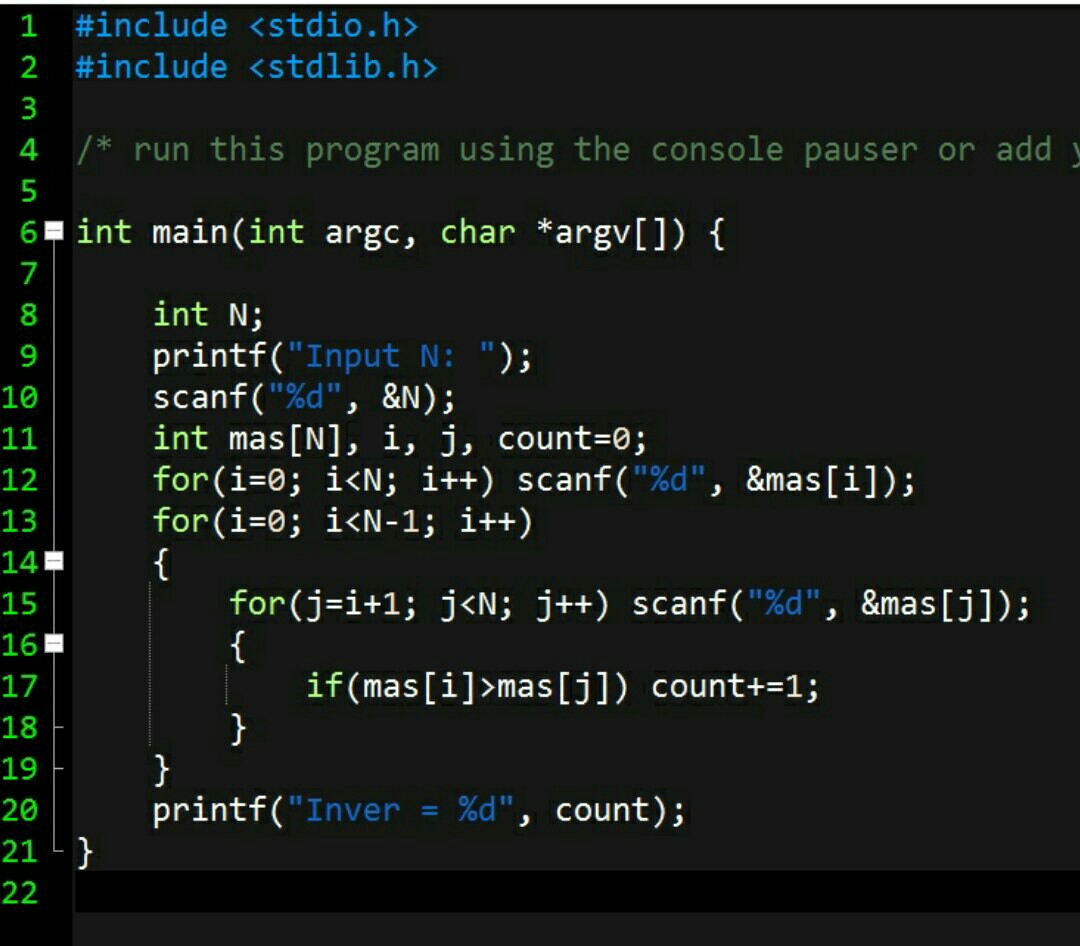 1 #include <stdio.h>
2 #include <stdlib.h>
3
4 /* run this program using the console pauser or add
5
6 int main(int argc, char *argv[]) {
7
8 int N;
9 printf("Input N: ");
10 scanf("%d", &N);
11 int mas[N], i, j, count=0;
12 for(i=0; i<N; i++) scanf("%d", &mas[i]);
13 for(i=0; i<N-1; i++)
14 {
15 for(j=i+1; j<N; j++) scanf("%d", &mas[j]);
16 {
17 if(mas[i]>mas[j]) count+=1;
18 }
19 }
20 printf("Inver = %d", count);
21 }
22